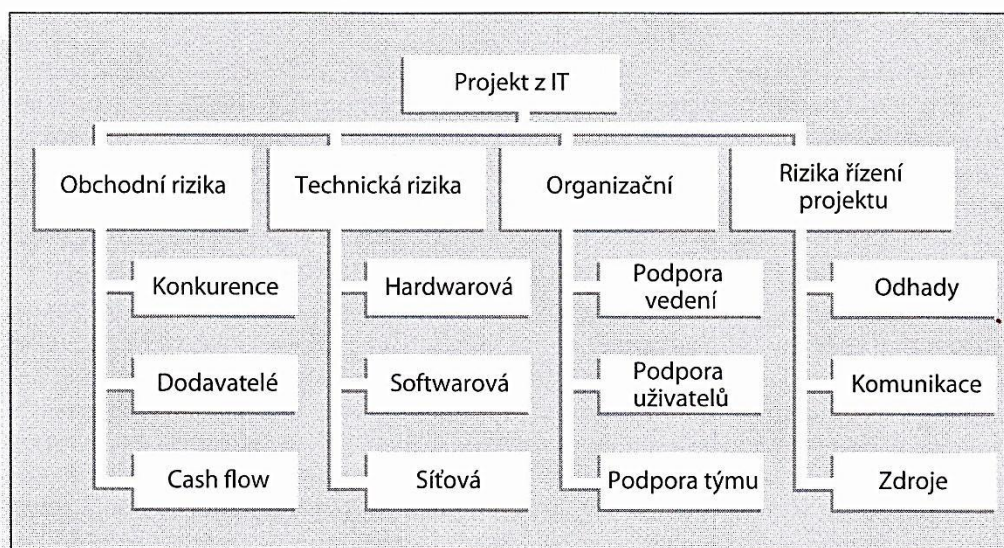 Projekt z IT
Obchodní rizika
Technická rizika
Organizační
Rizika řízení
projektu
Konkurence
Hardwarová
Podpora
vedení
Odhady
Dodavatelé
Softwarová
Podpora
uživatelů
Komunikace
Cash flow
Síťová
Podpora týmu
Zdroje